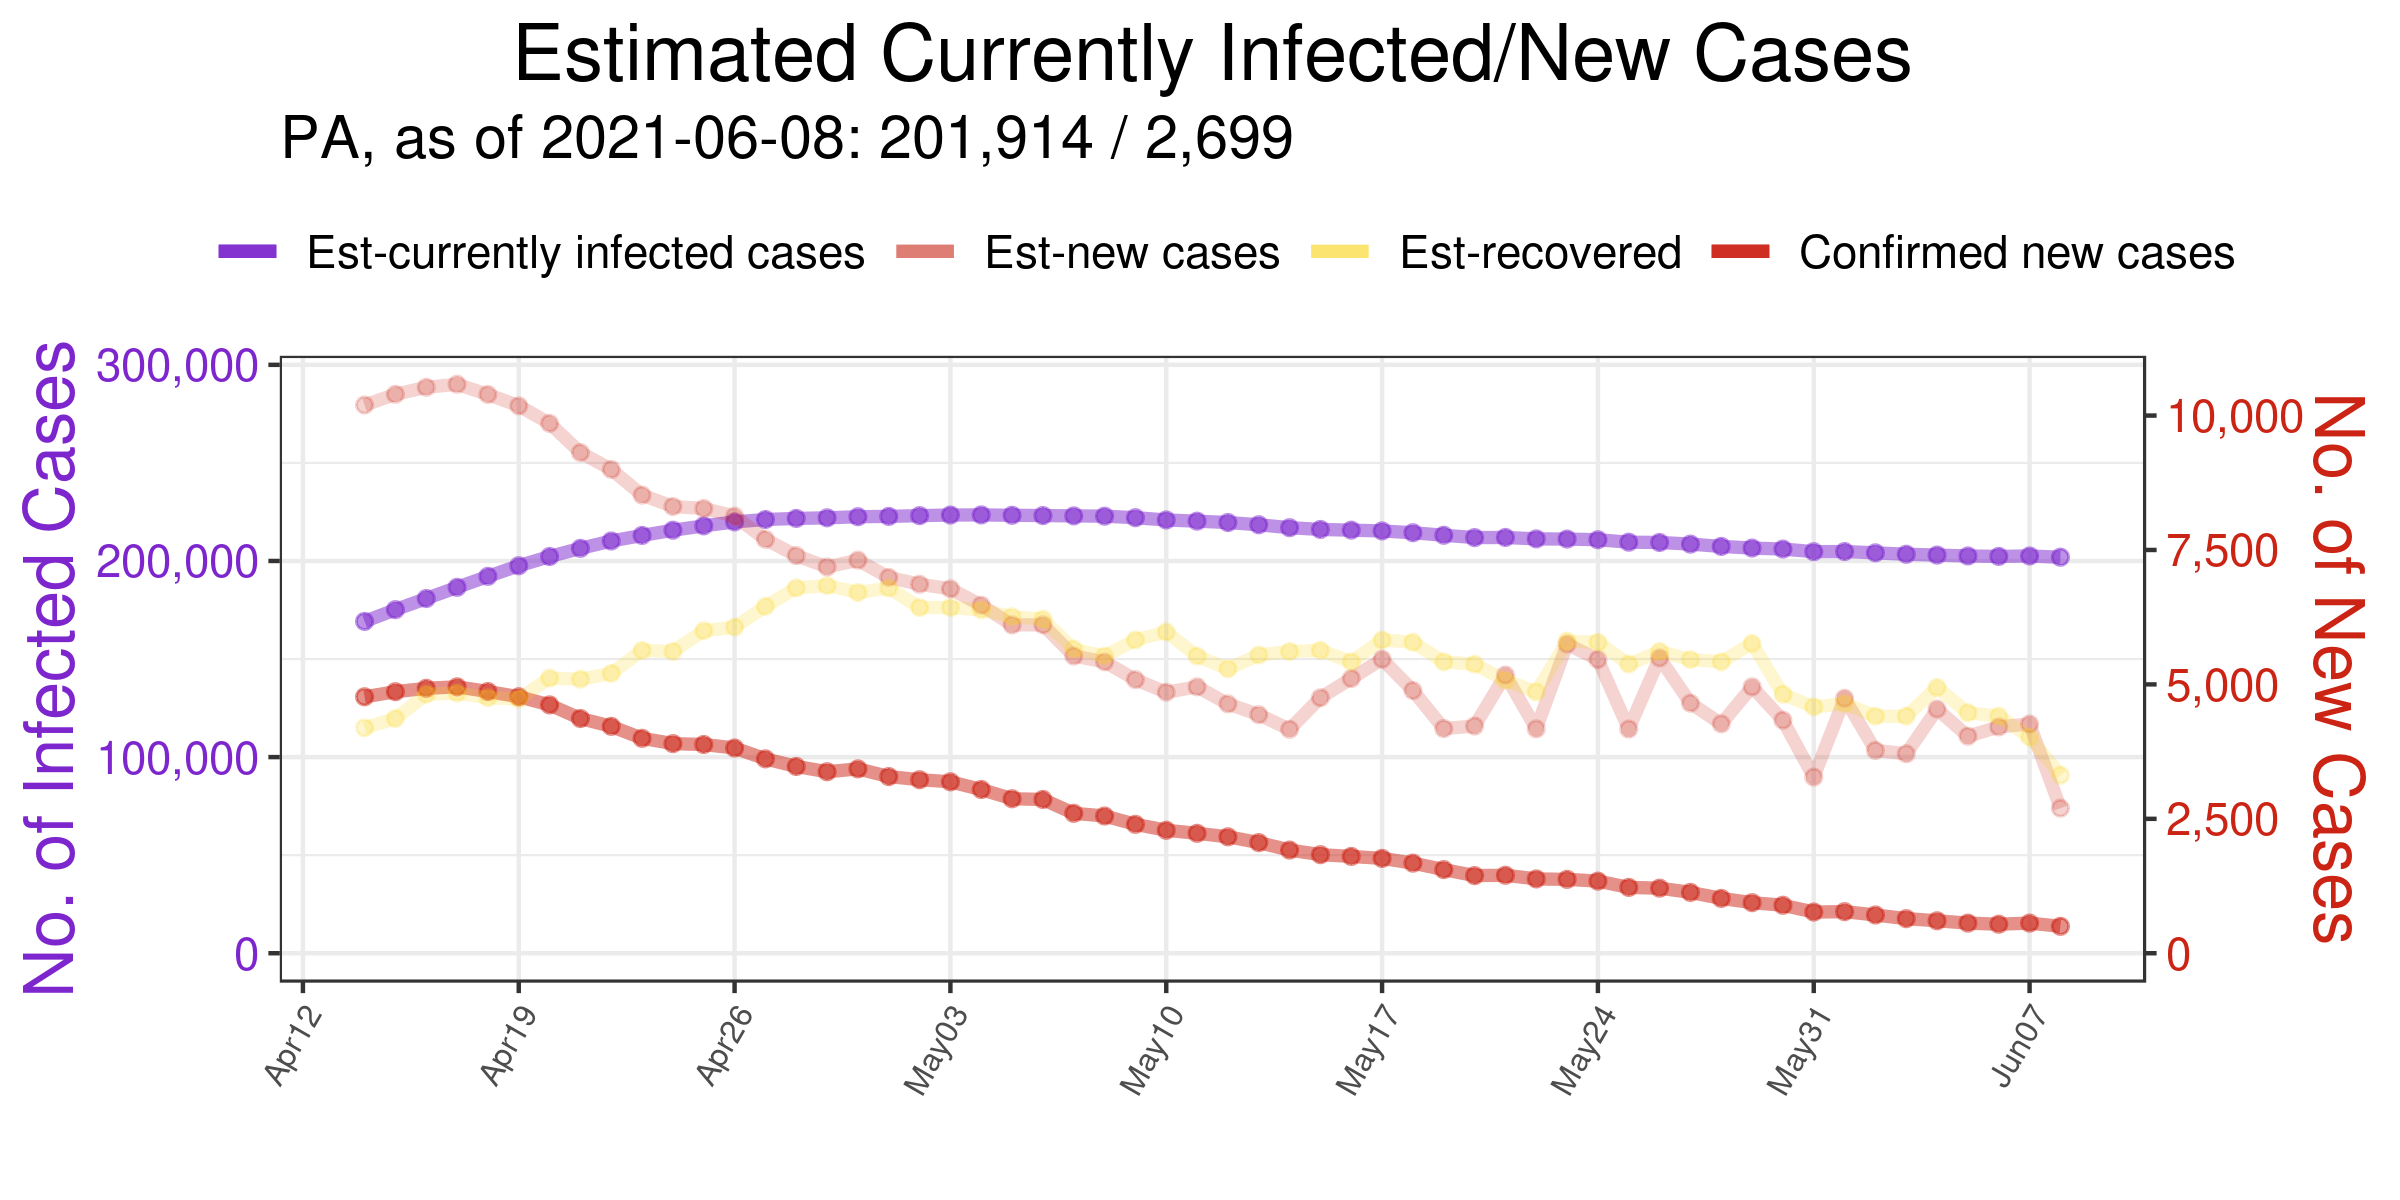 Estimated Currently Infected/New Cases
PA, as of 2021-06-08: 201,914 / 2,699
Est-currently infected cases Est-new cases Est-recovered Confirmed new cases
No. of Infected Cases
300,000
200,000
100,000
0
10,000
7,500
5,000
2,500
0
No. of New Cases
Apr12 Apr19 Apr26 May03 May10 May17 May24 May31 Jun07